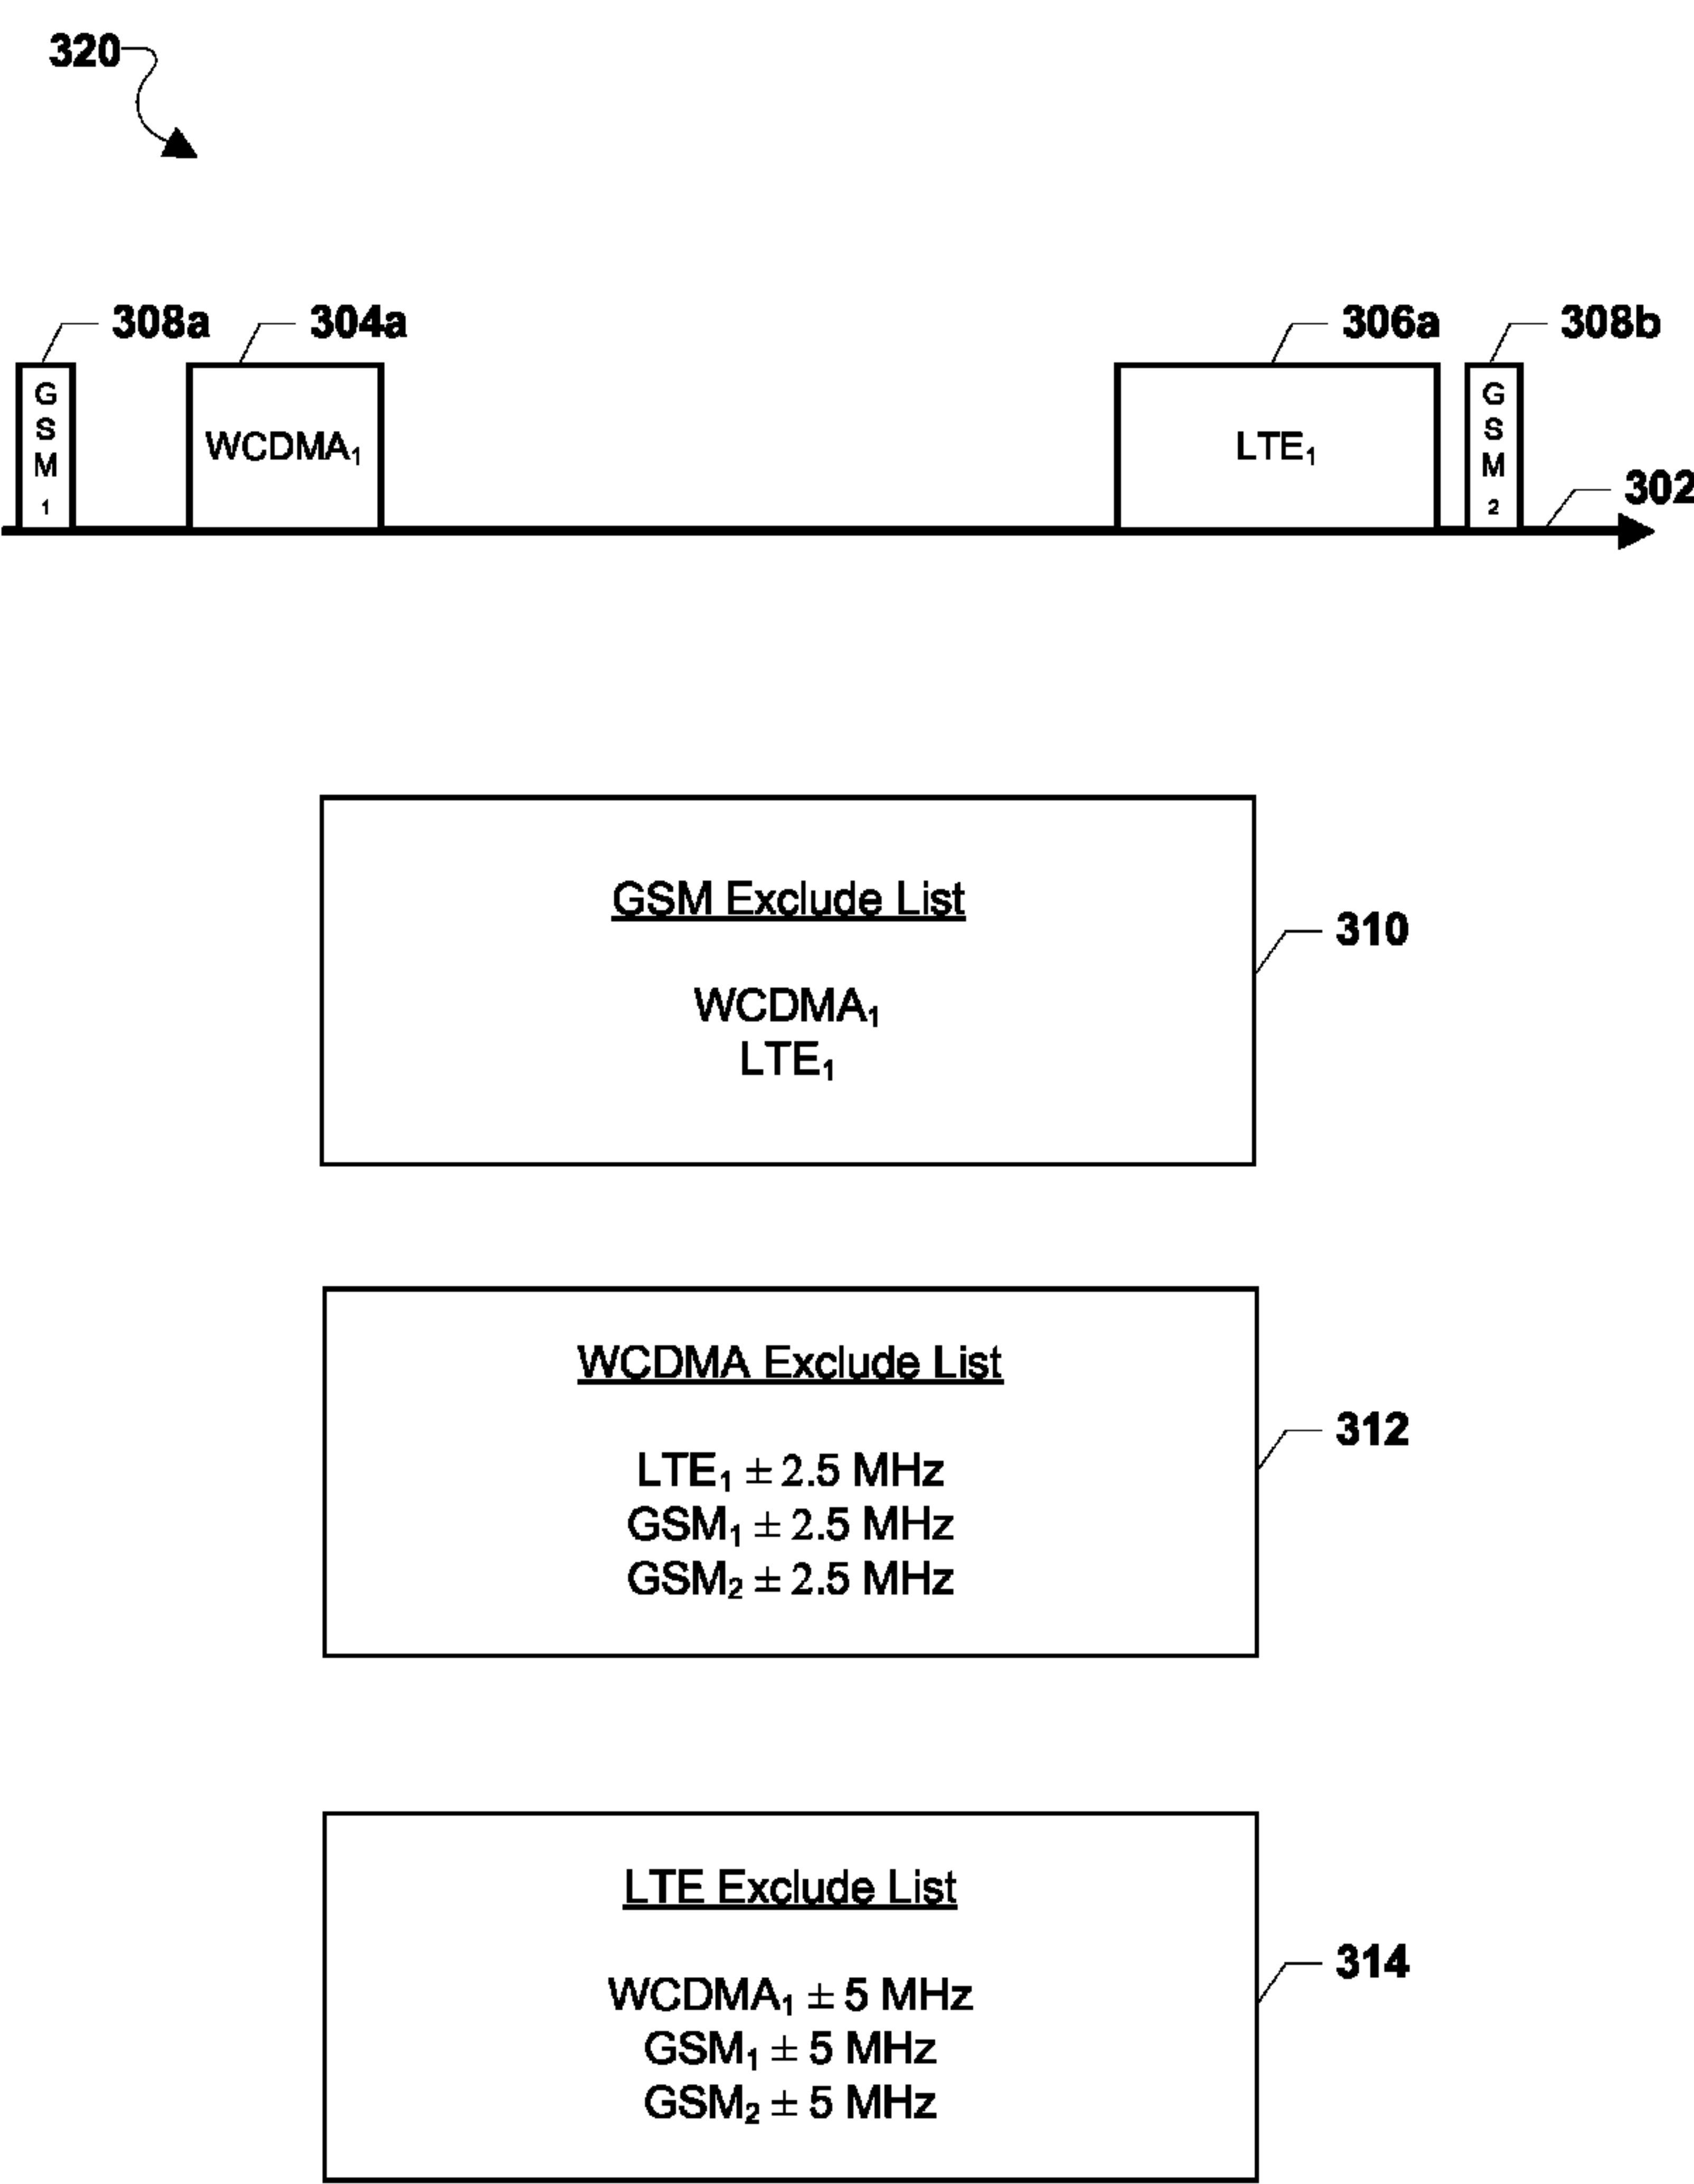 320
308a
304a
306a
308b
GSM1
WCDMA1
LTE1
GSM2
302
GSM Exclude List
WCDMA1
LTE1
310
WCDMA Exclude List
LTE1 ± 2.5 MHz
GSM1 ± 2.5 MHz
GSM2 ± 2.5 MHz
312
LTE Exclude List
WCDMA1 ± 5 MHz
GSM1 ± 5 MHz
GSM2 ± 5 MHz
314